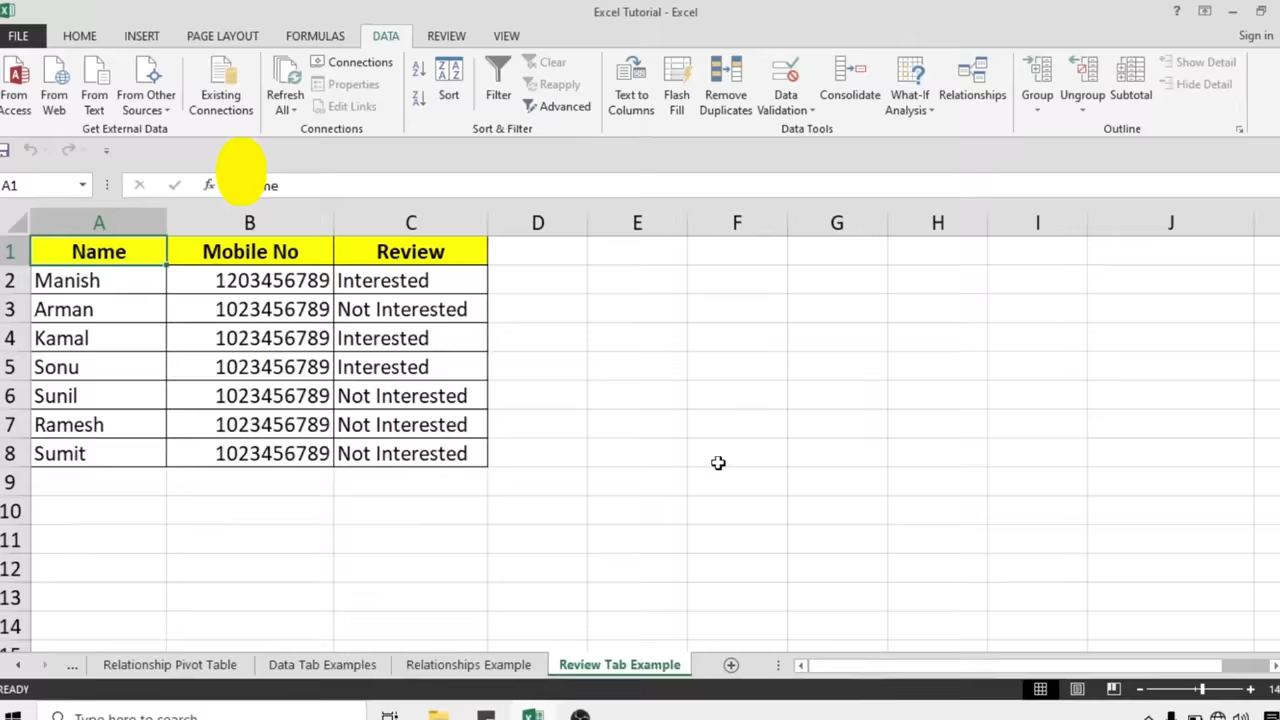 Excel Tutorial - Excel
FILE HOME INSERT PAGE LAYOUT FORMULAS DATA REVIEW VIEW Sign in
From Access
From Web
From Text
From Other Sources
Get External Data
Existing Connections
Refresh All
Connections
Properties
Edit Links
Connections
Sort
Filter
Clear
Reapply
Advanced
Sort & Filter
Text to Columns
Flash Fill
Remove Duplicates
Data Validation
Consolidate
What-If Analysis
Relationships
Data Tools
Group
Ungroup
Subtotal
Show Detail
Hide Detail
Outline
A1 fx
A B C D E F G H I J
1 Name Mobile No Review
2 Manish 1203456789 Interested
3 Arman 1023456789 Not Interested
4 Kamal 1023456789 Interested
5 Sonu 1023456789 Interested
6 Sunil 1023456789 Not Interested
7 Ramesh 1023456789 Not Interested
8 Sumit 1023456789 Not Interested
9
10
11
12
13
14
... Relationship Pivot Table Data Tab Examples Relationships Example Review Tab Example
READY
Type here to search